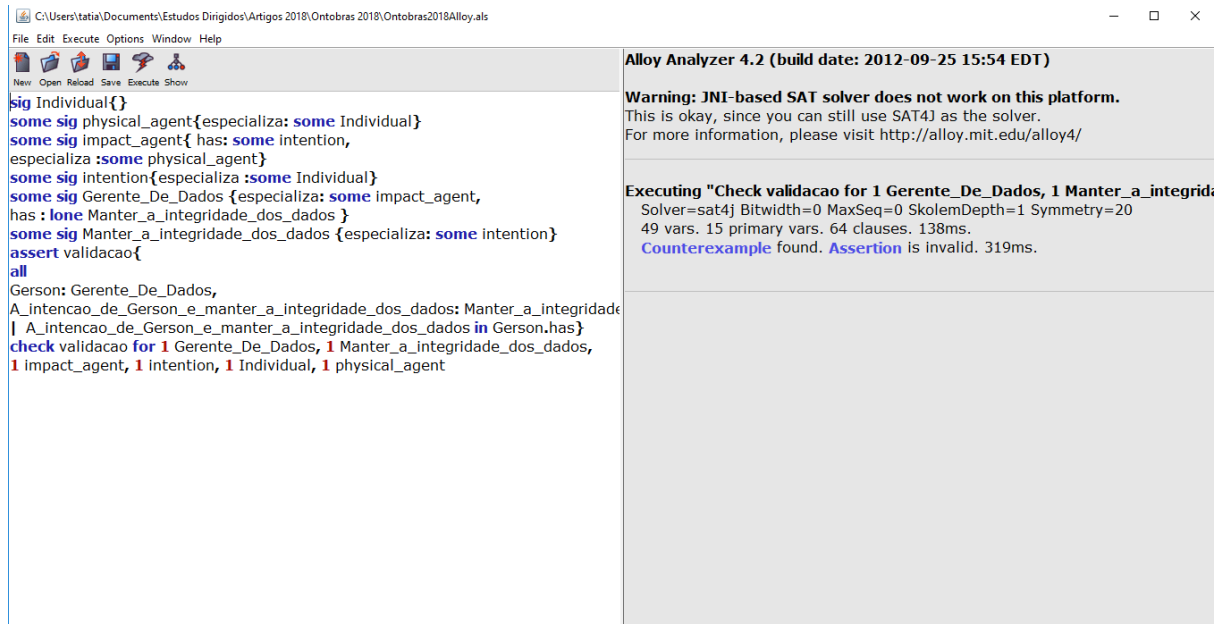 C:\Users\tatia\Documents\Estudos Dirigidos\Artigos 2018\Ontobras 2018\Ontobras2018Alloy.als
File Edit Execute Options Window Help
New Open Reload Save Execute Show
sig Individual{}
some sig physical_agent{especializa: some Individual}
some sig impact_agent{ has: some intention,
especializa :some physical_agent}
some sig intention{especializa :some Individual}
some sig Gerente_De_Dados {especializa: some impact_agent,
has : lone Manter_a_integridade_dos_dados }
some sig Manter_a_integridade_dos_dados {especializa: some intention}
assert validacao{
all
Gerson: Gerente_De_Dados,
A_intencao_de_Gerson_e_manter_a_integridade_dos_dados: Manter_a_integridade
| A_intencao_de_Gerson_e_manter_a_integridade_dos_dados in Gerson.has}
check validacao for 1 Gerente_De_Dados, 1 Manter_a_integridade_dos_dados,
1 impact_agent, 1 intention, 1 Individual, 1 physical_agent
Alloy Analyzer 4.2 (build date: 2012-09-25 15:54 EDT)
Warning: JNI-based SAT solver does not work on this platform.
This is okay, since you can still use SAT4J as the solver.
For more information, please visit http://alloy.mit.edu/alloy4/
Executing "Check validacao for 1 Gerente_De_Dados, 1 Manter_a_integrida
Solver=sat4j Bitwidth=0 MaxSeq=0 SkolemDepth=1 Symmetry=20
49 vars. 15 primary vars. 64 clauses. 138ms.
Counterexample found. Assertion is invalid. 319ms.